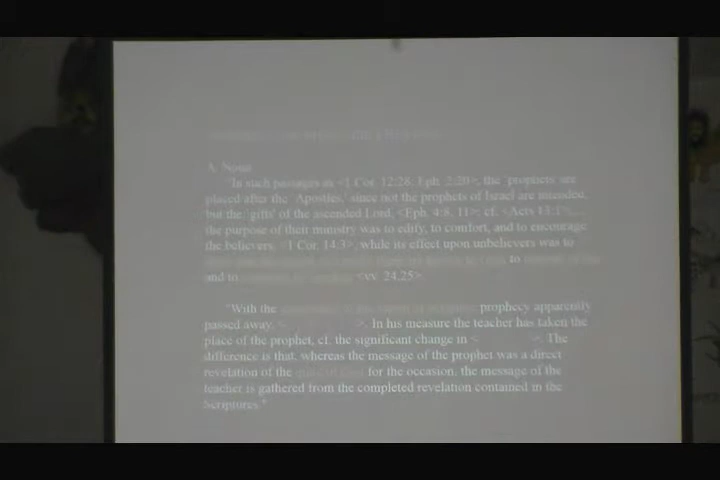 A. Noun
"In such passages as <1 Cor. 12:28; Eph. 2:20>, the 'prophets' are
placed after the 'Apostles,' since not the prophets of Israel are intended,
but the 'gifts' of the ascended Lord, <Eph. 4:8, 11>; cf. <Acts 13:1>;...
the purpose of their ministry was to edify, to comfort, and to encourage
the believers, <1 Cor. 14:3>, while its effect upon unbelievers was to
to
and to <vv. 24,25>
"With the prophecy apparently
passed away, < >. In his measure the teacher has taken the
place of the prophet, cf. the significant change in < >. The
difference is that, whereas the message of the prophet was a direct
revelation of the for the occasion, the message of the
teacher is gathered from the completed revelation contained in the
Scriptures."